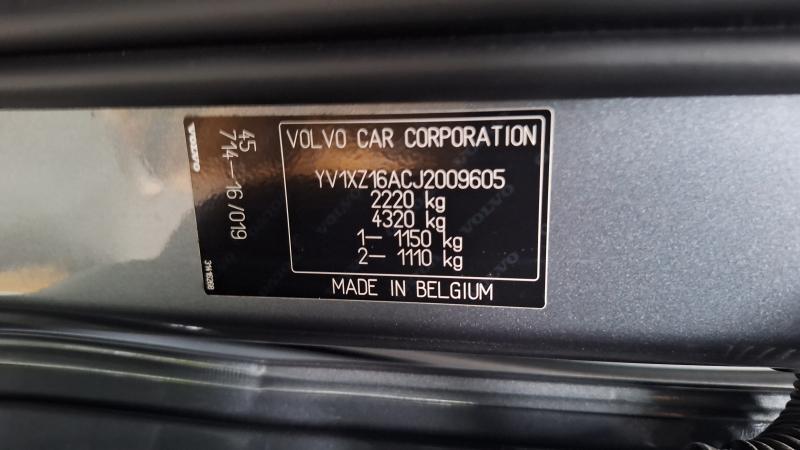 VOLVO
45
714-16/019
VOLVO CAR CORPORATION
YV1XZ16ACJ2009605
2220 kg
4320 kg
1- 1150 kg
2- 1110 kg
MADE IN BELGIUM